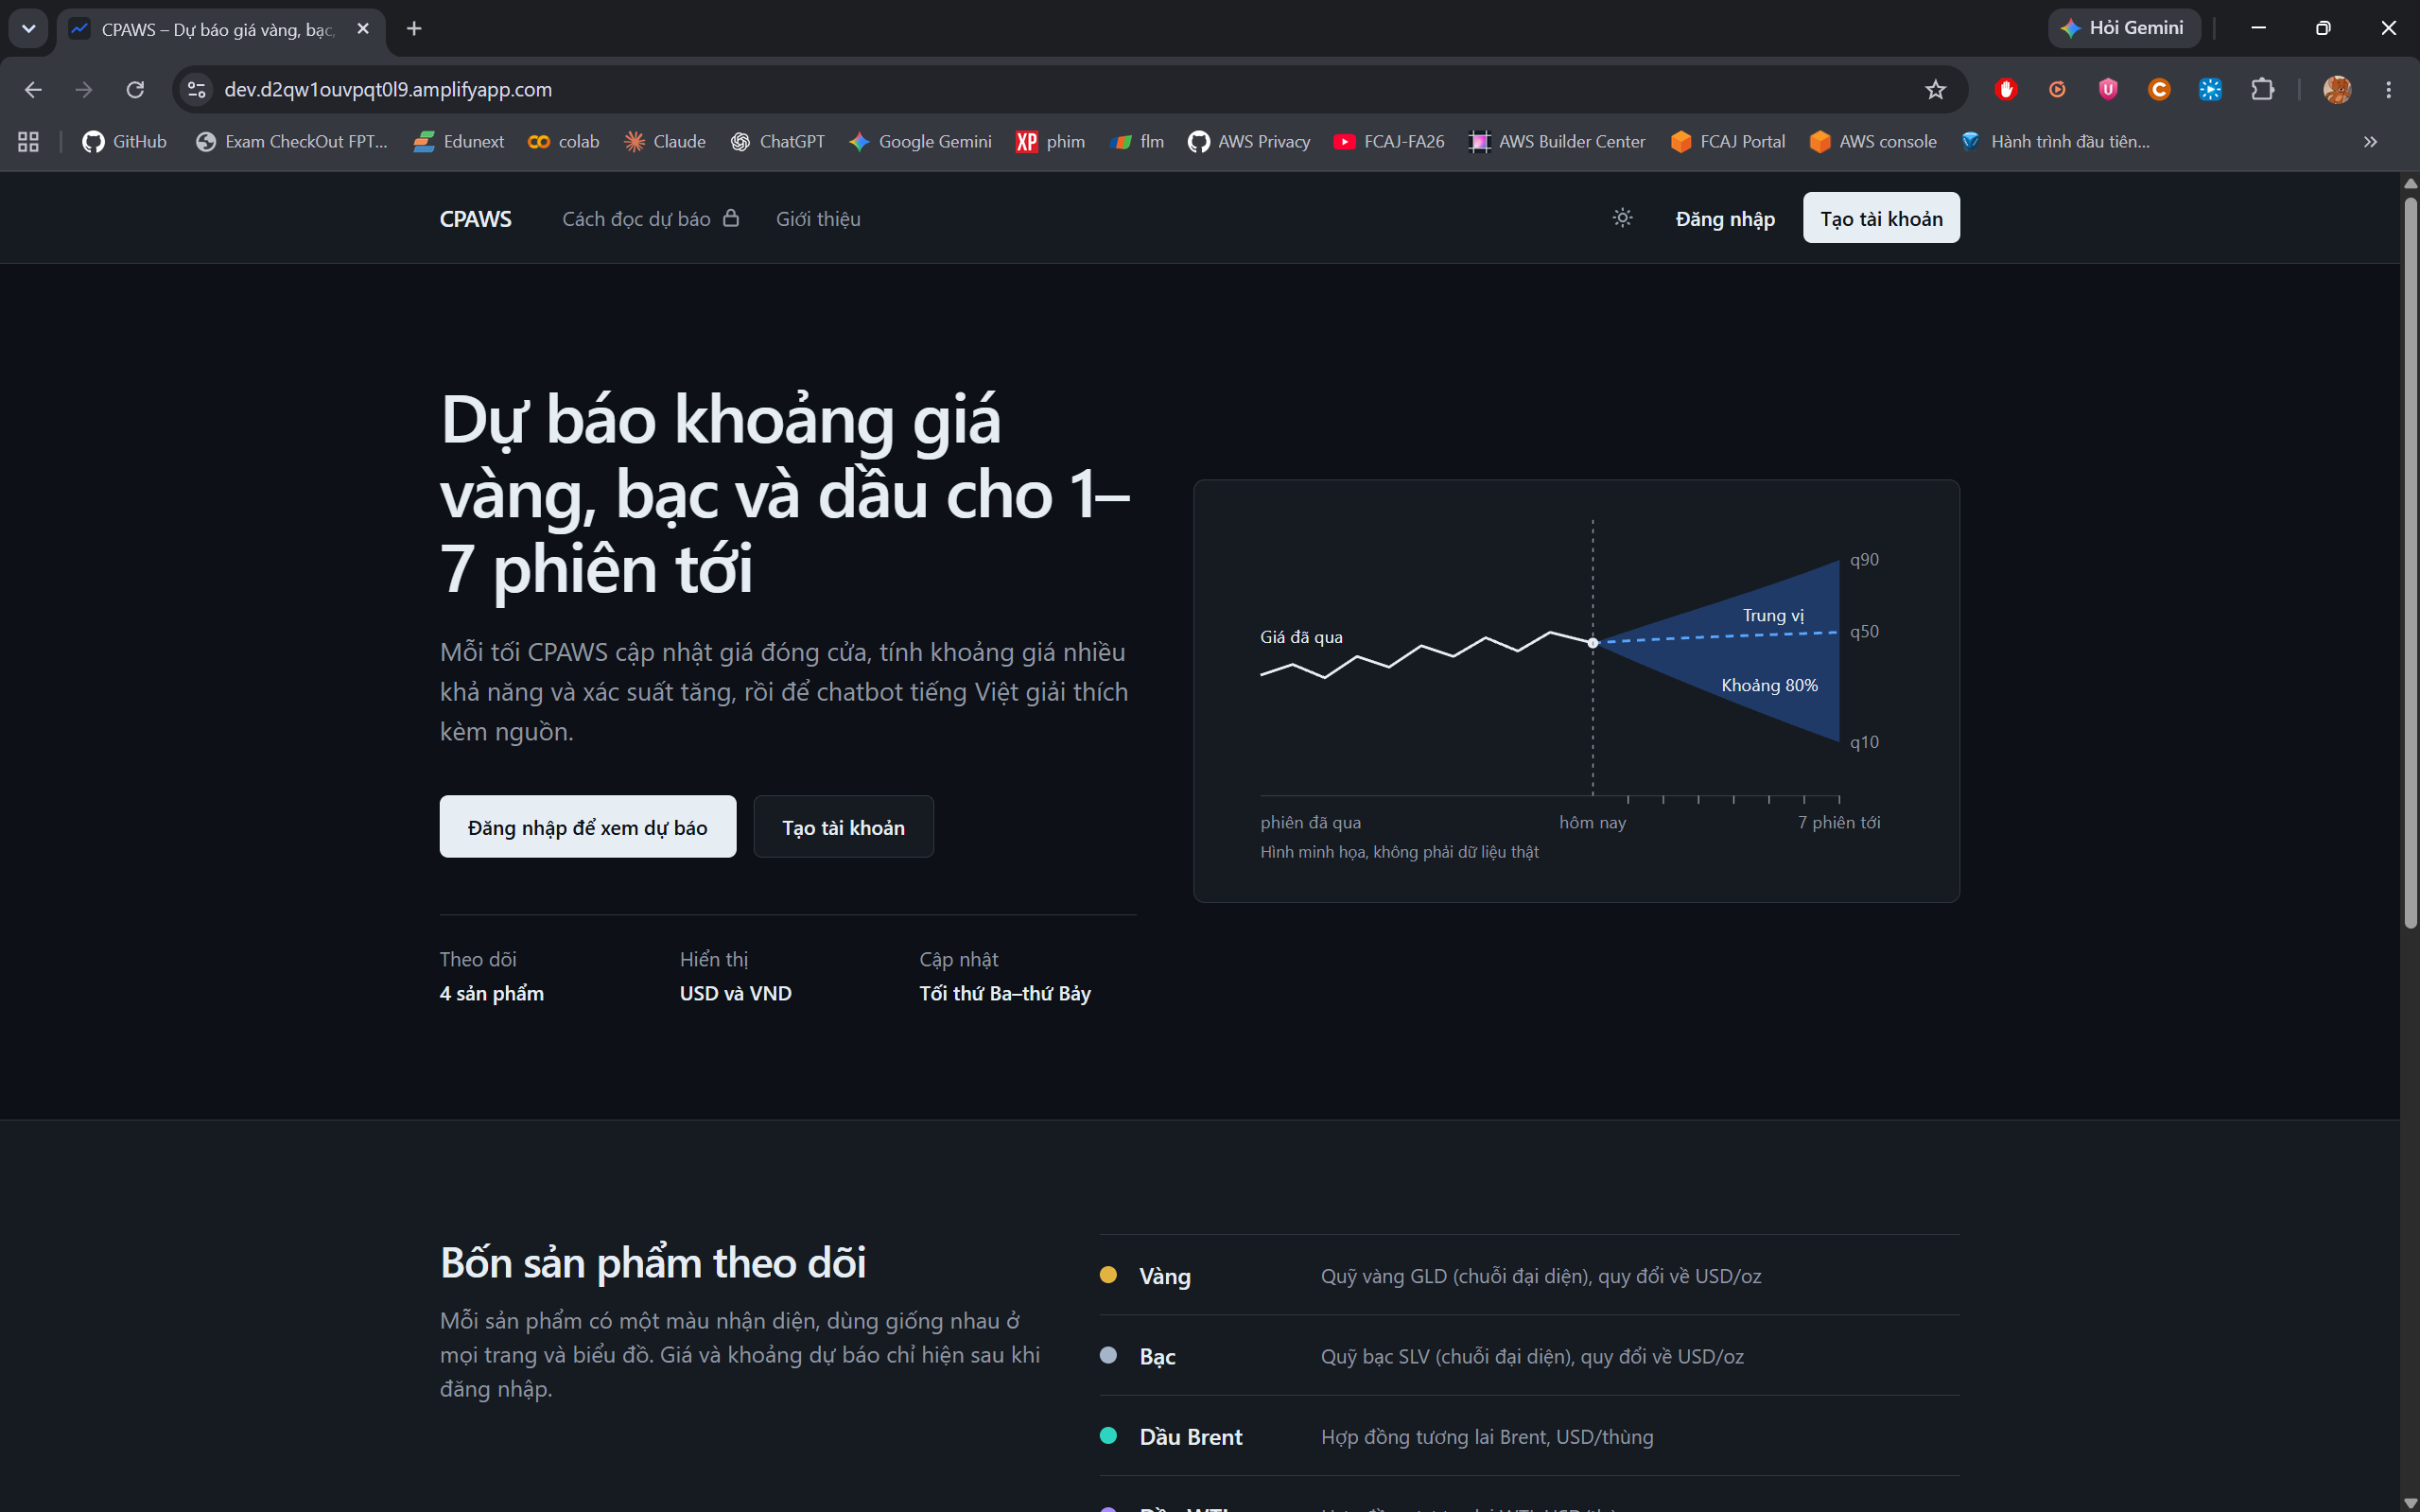 CPAWS – Dự báo giá vàng, bạc,
Hỏi Gemini
dev.d2qw1ouvpqt0l9.amplifyapp.com
GitHub
Exam CheckOut FPT...
Edunext
colab
Claude
ChatGPT
Google Gemini
XP phim
flm
AWS Privacy
FCAJ-FA26
AWS Builder Center
FCAJ Portal
AWS console
Hành trình đầu tiên...
CPAWS
Cách đọc dự báo
Giới thiệu
Đăng nhập
Tạo tài khoản
Dự báo khoảng giá
vàng, bạc và dầu cho 1–
7 phiên tới
Mỗi tối CPAWS cập nhật giá đóng cửa, tính khoảng giá nhiều
khả năng và xác suất tăng, rồi để chatbot tiếng Việt giải thích
kèm nguồn.
Đăng nhập để xem dự báo
Tạo tài khoản
Theo dõi
4 sản phẩm
Hiển thị
USD và VND
Cập nhật
Tối thứ Ba–thứ Bảy
Giá đã qua
Trung vị
Khoảng 80%
q90
q50
q10
phiên đã qua
hôm nay
7 phiên tới
Hình minh họa, không phải dữ liệu thật
Bốn sản phẩm theo dõi
Mỗi sản phẩm có một màu nhận diện, dùng giống nhau ở
mọi trang và biểu đồ. Giá và khoảng dự báo chỉ hiện sau khi
đăng nhập.
Vàng
Quỹ vàng GLD (chuỗi đại diện), quy đổi về USD/oz
Bạc
Quỹ bạc SLV (chuỗi đại diện), quy đổi về USD/oz
Dầu Brent
Hợp đồng tương lai Brent, USD/thùng